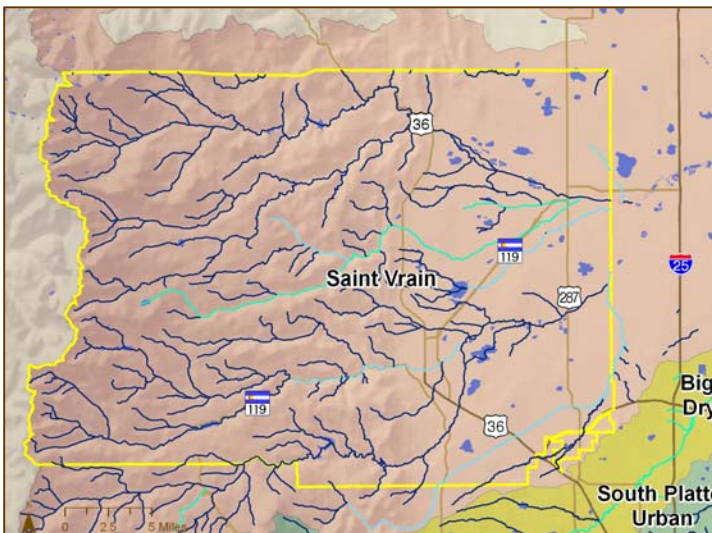 36
119
Saint Vrain
25
287
119
36
Big
Dry
South Platte
Urban
0 2.5 5 Miles